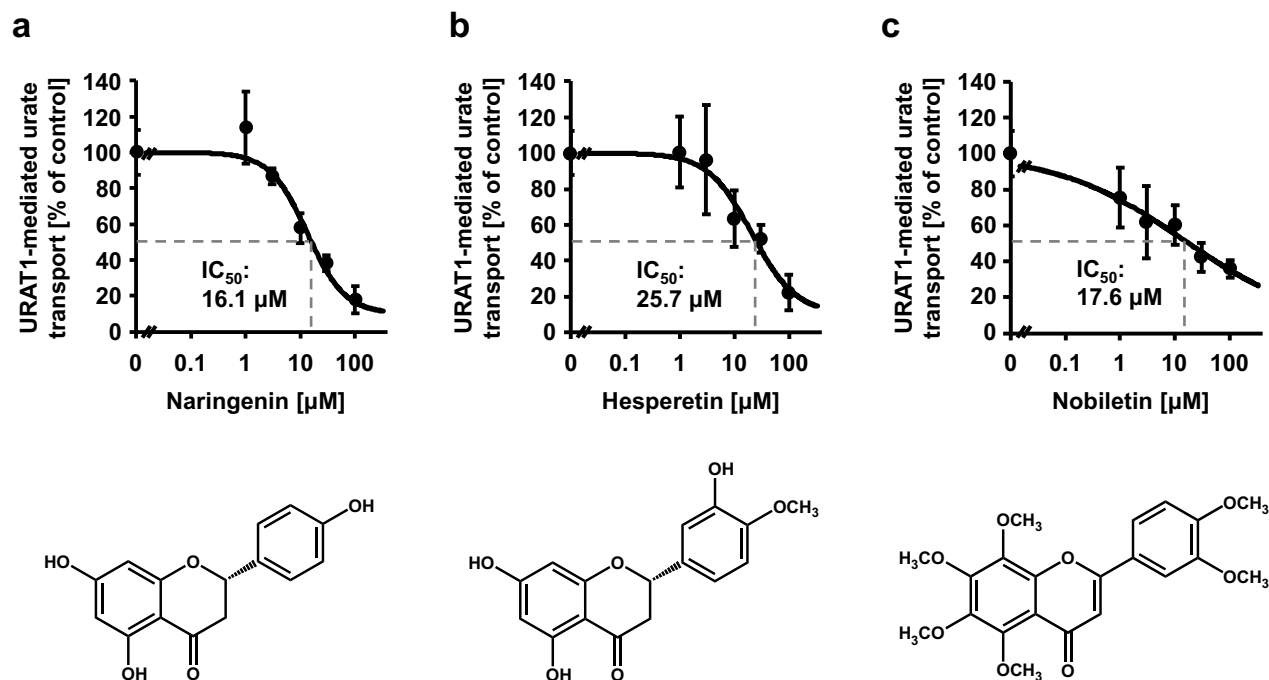 a
URAT1-mediated urate
transport [% of control]
140
120
100
80
60
40
20
0
IC50:
16.1 µM
0 0.1 1 10 100
Naringenin [µM]
b
URAT1-mediated urate
transport [% of control]
140
120
100
80
60
40
20
0
IC50:
25.7 µM
0 0.1 1 10 100
Hesperetin [µM]
c
URAT1-mediated urate
transport [% of control]
140
120
100
80
60
40
20
0
IC50:
17.6 µM
0 0.1 1 10 100
Nobiletin [µM]
OH
HO
O
OH
O
OH
OCH3
HO
O
OH
O
OCH3
OCH3
H3CO
O
OCH3
H3CO
OCH3
O